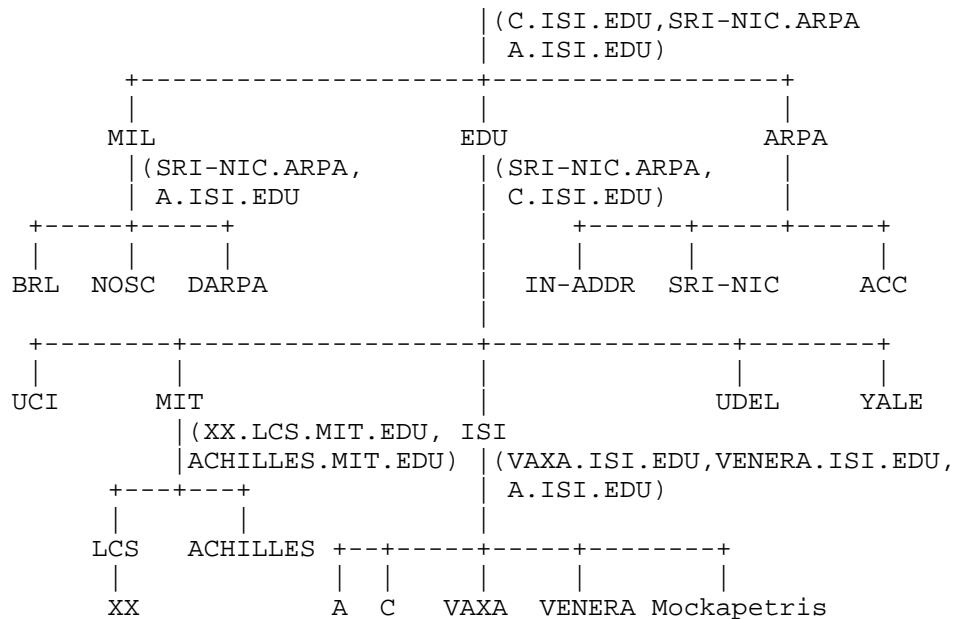 (C.ISI.EDU,SRI-NIC.ARPA
A.ISI.EDU)
MIL EDU ARPA
(SRI-NIC.ARPA, (SRI-NIC.ARPA,
A.ISI.EDU C.ISI.EDU)
BRL NOSC DARPA IN-ADDR SRI-NIC ACC
UCI MIT UDEL YALE
(XX.LCS.MIT.EDU, ISI
ACHILLES.MIT.EDU) (VAXA.ISI.EDU,VENERA.ISI.EDU,
A.ISI.EDU)
LCS ACHILLES
XX A C VAXA VENERA Mockapetris